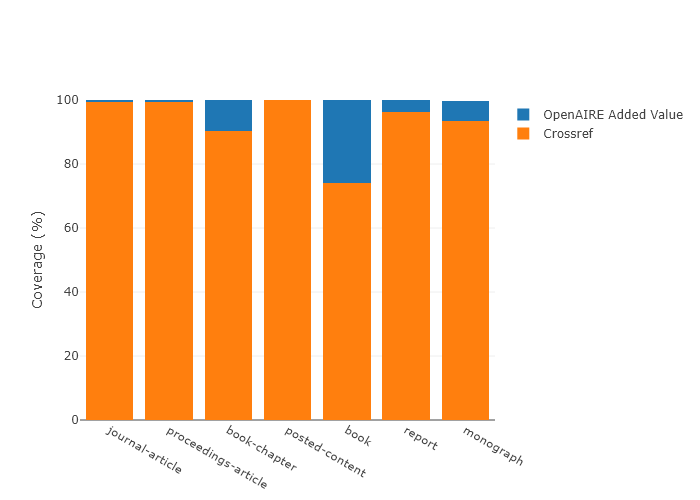 100
80
60
40
20
0
Coverage (%)
journal-article
proceedings-article
book-chapter
posted-content
book
report
monograph
OpenAIRE Added Value
Crossref